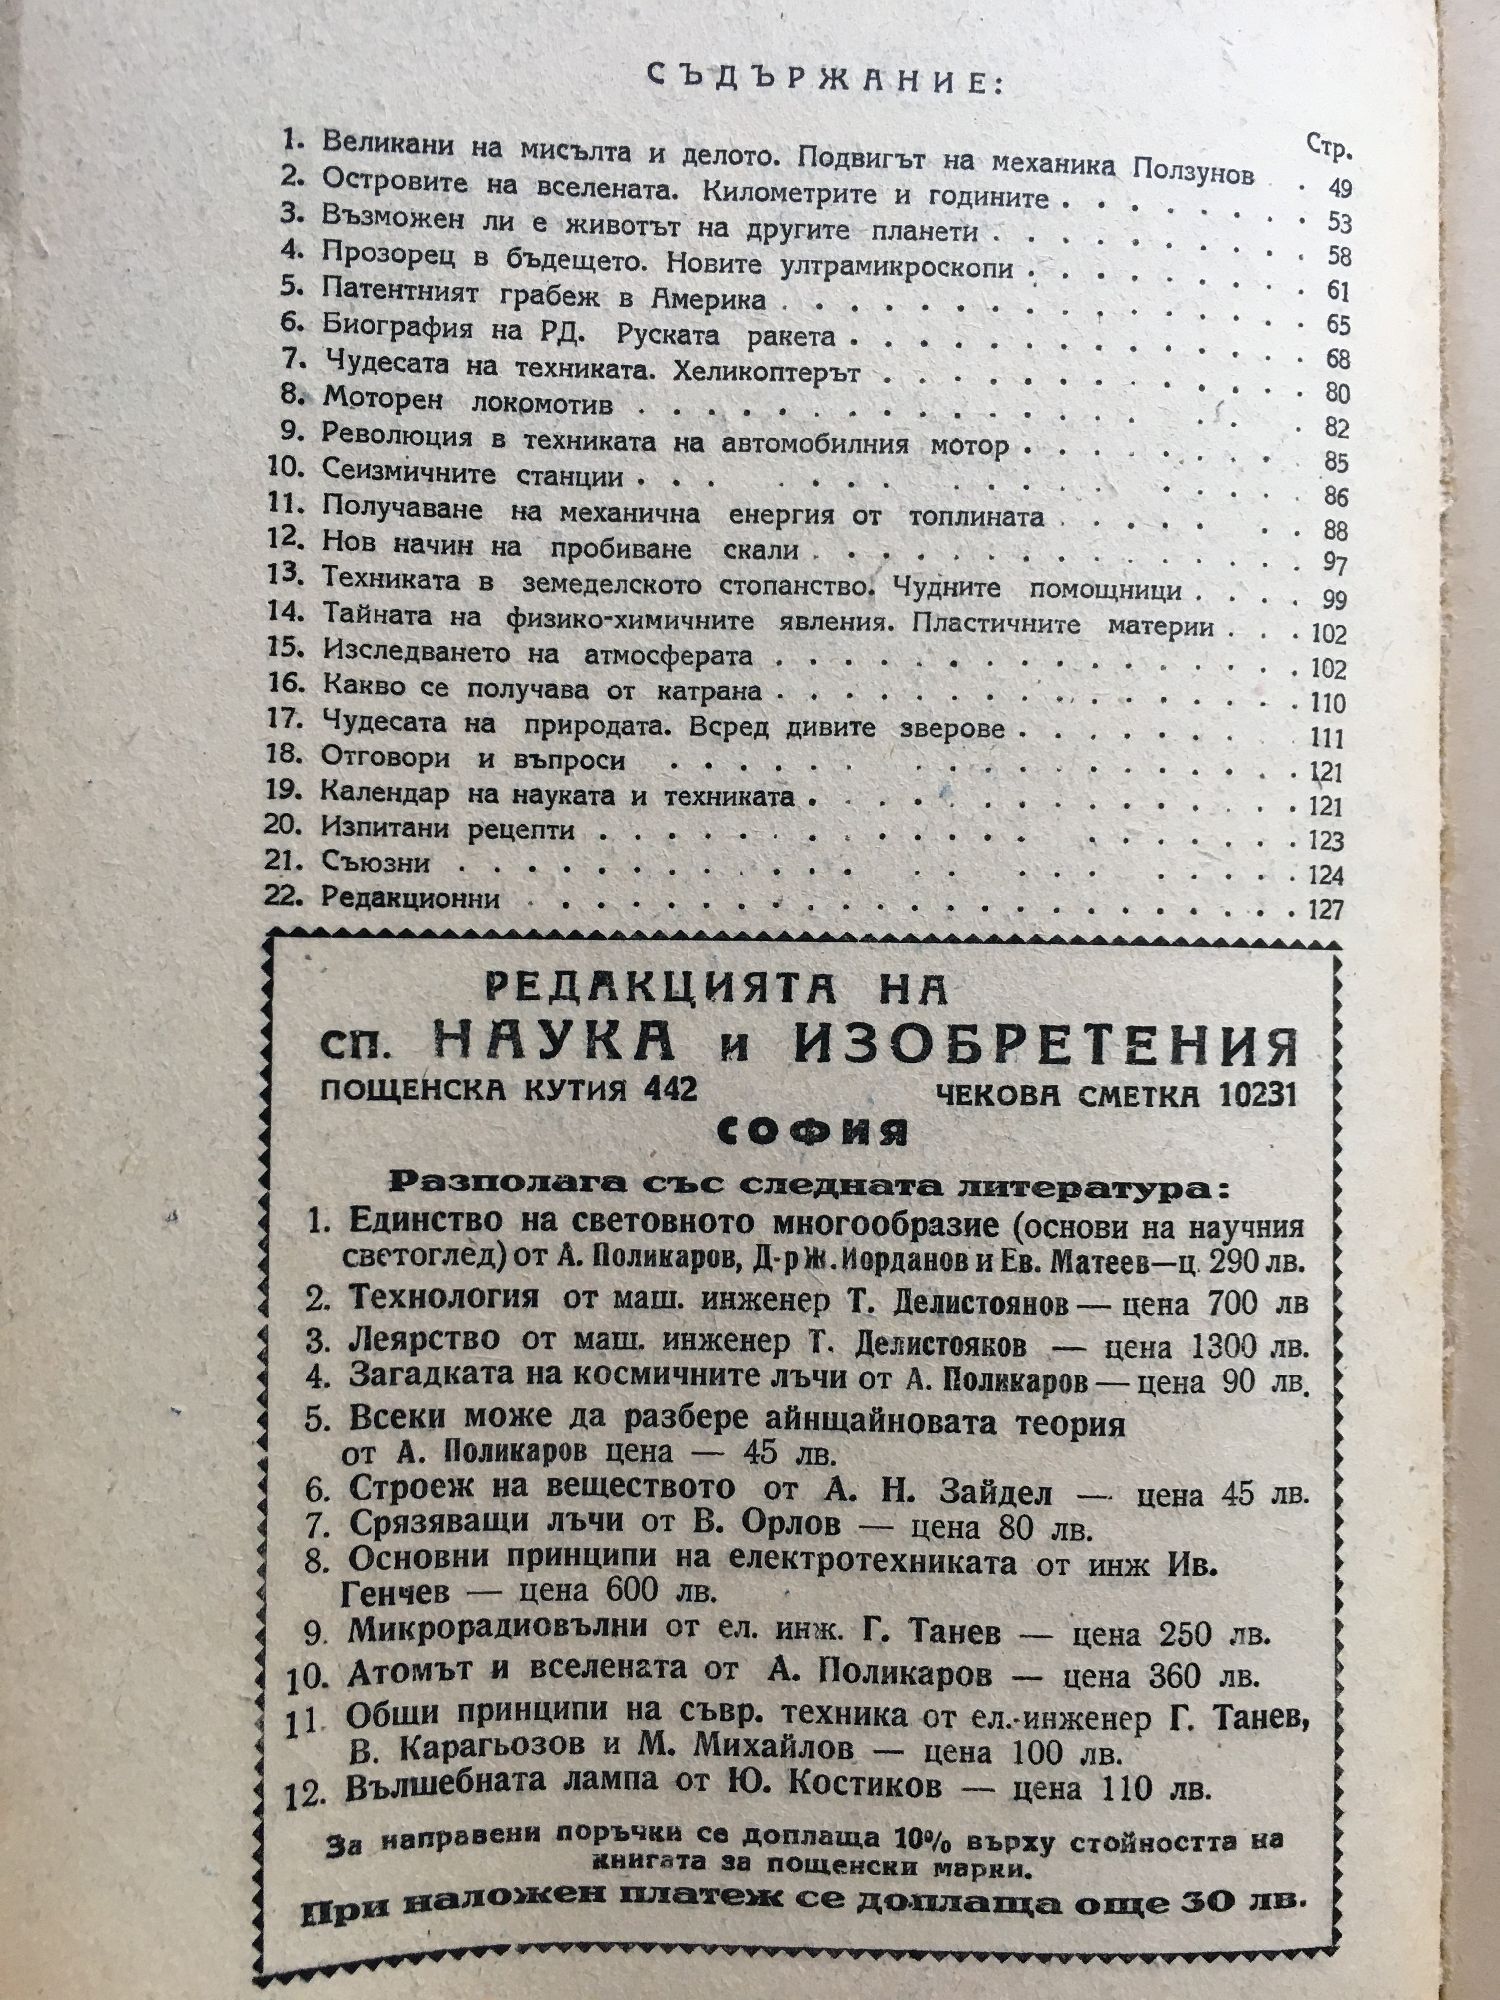 СЪДЪРЖАНИЕ:
Стр.
1. Великани на мисълта и делото. Подвигът на механика Ползунов . . 49
2. Островите на вселената. Километрите и годините . . . . . . . . 53
3. Възможен ли е животът на другите планети . . . . . . . . . . 58
4. Прозорец в бъдещето. Новите ултрамикроскопи . . . . . . . . . 61
5. Патентният грабеж в Америка . . . . . . . . . . . . . . . 65
6. Биография на РД. Руската ракета . . . . . . . . . . . . . 68
7. Чудесата на техниката. Хеликоптерът . . . . . . . . . . . . 80
8. Моторен локомотив . . . . . . . . . . . . . . . . . . 82
9. Революция в техниката на автомобилния мотор . . . . . . . . . 85
10. Сеизмичните станции . . . . . . . . . . . . . . . . . . 86
11. Получаване на механична енергия от топлината . . . . . . . 88
12. Нов начин на пробиване скали . . . . . . . . . . . . . . 97
13. Техниката в земеделското стопанство. Чудните помощници . . . . 99
14. Тайната на физико-химичните явления. Пластичните материи . . . 102
15. Изследването на атмосферата . . . . . . . . . . . . . . . 102
16. Какво се получава от катрана . . . . . . . . . . . . . . . 110
17. Чудесата на природата. Всред дивите зверове . . . . . . . 111
18. Отговори и въпроси . . . . . . . . . . . . . . . . . . 121
19. Календар на науката и техниката . . . . . . . . . . . . . . 121
20. Изпитани рецепти . . . . . . . . . . . . . . . . . . . 123
21. Съюзни . . . . . . . . . . . . . . . . . . . . . . 124
22. Редакционни . . . . . . . . . . . . . . . . . . . . . 127
РЕДАКЦИЯТА НА
СП. НАУКА и ИЗОБРЕТЕНИЯ
ПОЩЕНСКА КУТИЯ 442 ЧЕКОВА СМЕТКА 10231
СОФИЯ
Разполага със следната литература:
1. Единство на световното многообразие (основи на научния
светоглед) от А. Поликаров, Д-р Ж. Иорданов и Ев. Матеев—ц. 290 лв.
2. Технология от маш. инженер Т. Делистоянов — цена 700 лв
3. Леярство от маш. инженер Т. Делистояков — цена 1300 лв.
4. Загадката на космичните лъчи от А. Поликаров — цена 90 лв.
5. Всеки може да разбере айнщайновата теория
от А. Поликаров цена — 45 лв.
6. Строеж на веществото от А. Н. Зайдел — цена 45 лв.
7. Срязяващи лъчи от В. Орлов — цена 80 лв.
8. Основни принципи на електротехниката от инж Ив.
Генчев — цена 600 лв.
9. Микрорадиовълни от ел. инж. Г. Танев — цена 250 лв.
10. Атомът и вселената от А. Поликаров — цена 360 лв.
11. Обши принципи на съвр. техника от ел.-инженер Г. Танев,
В. Карагьозов и М. Михайлов — цена 100 лв.
12. Вълшебната лампа от Ю. Костиков — цена 110 лв.
За направени поръчки се доплаща 10% върху стойността на
книгата за пощенски марки.
При наложен платеж се доплаща още 30 лв.